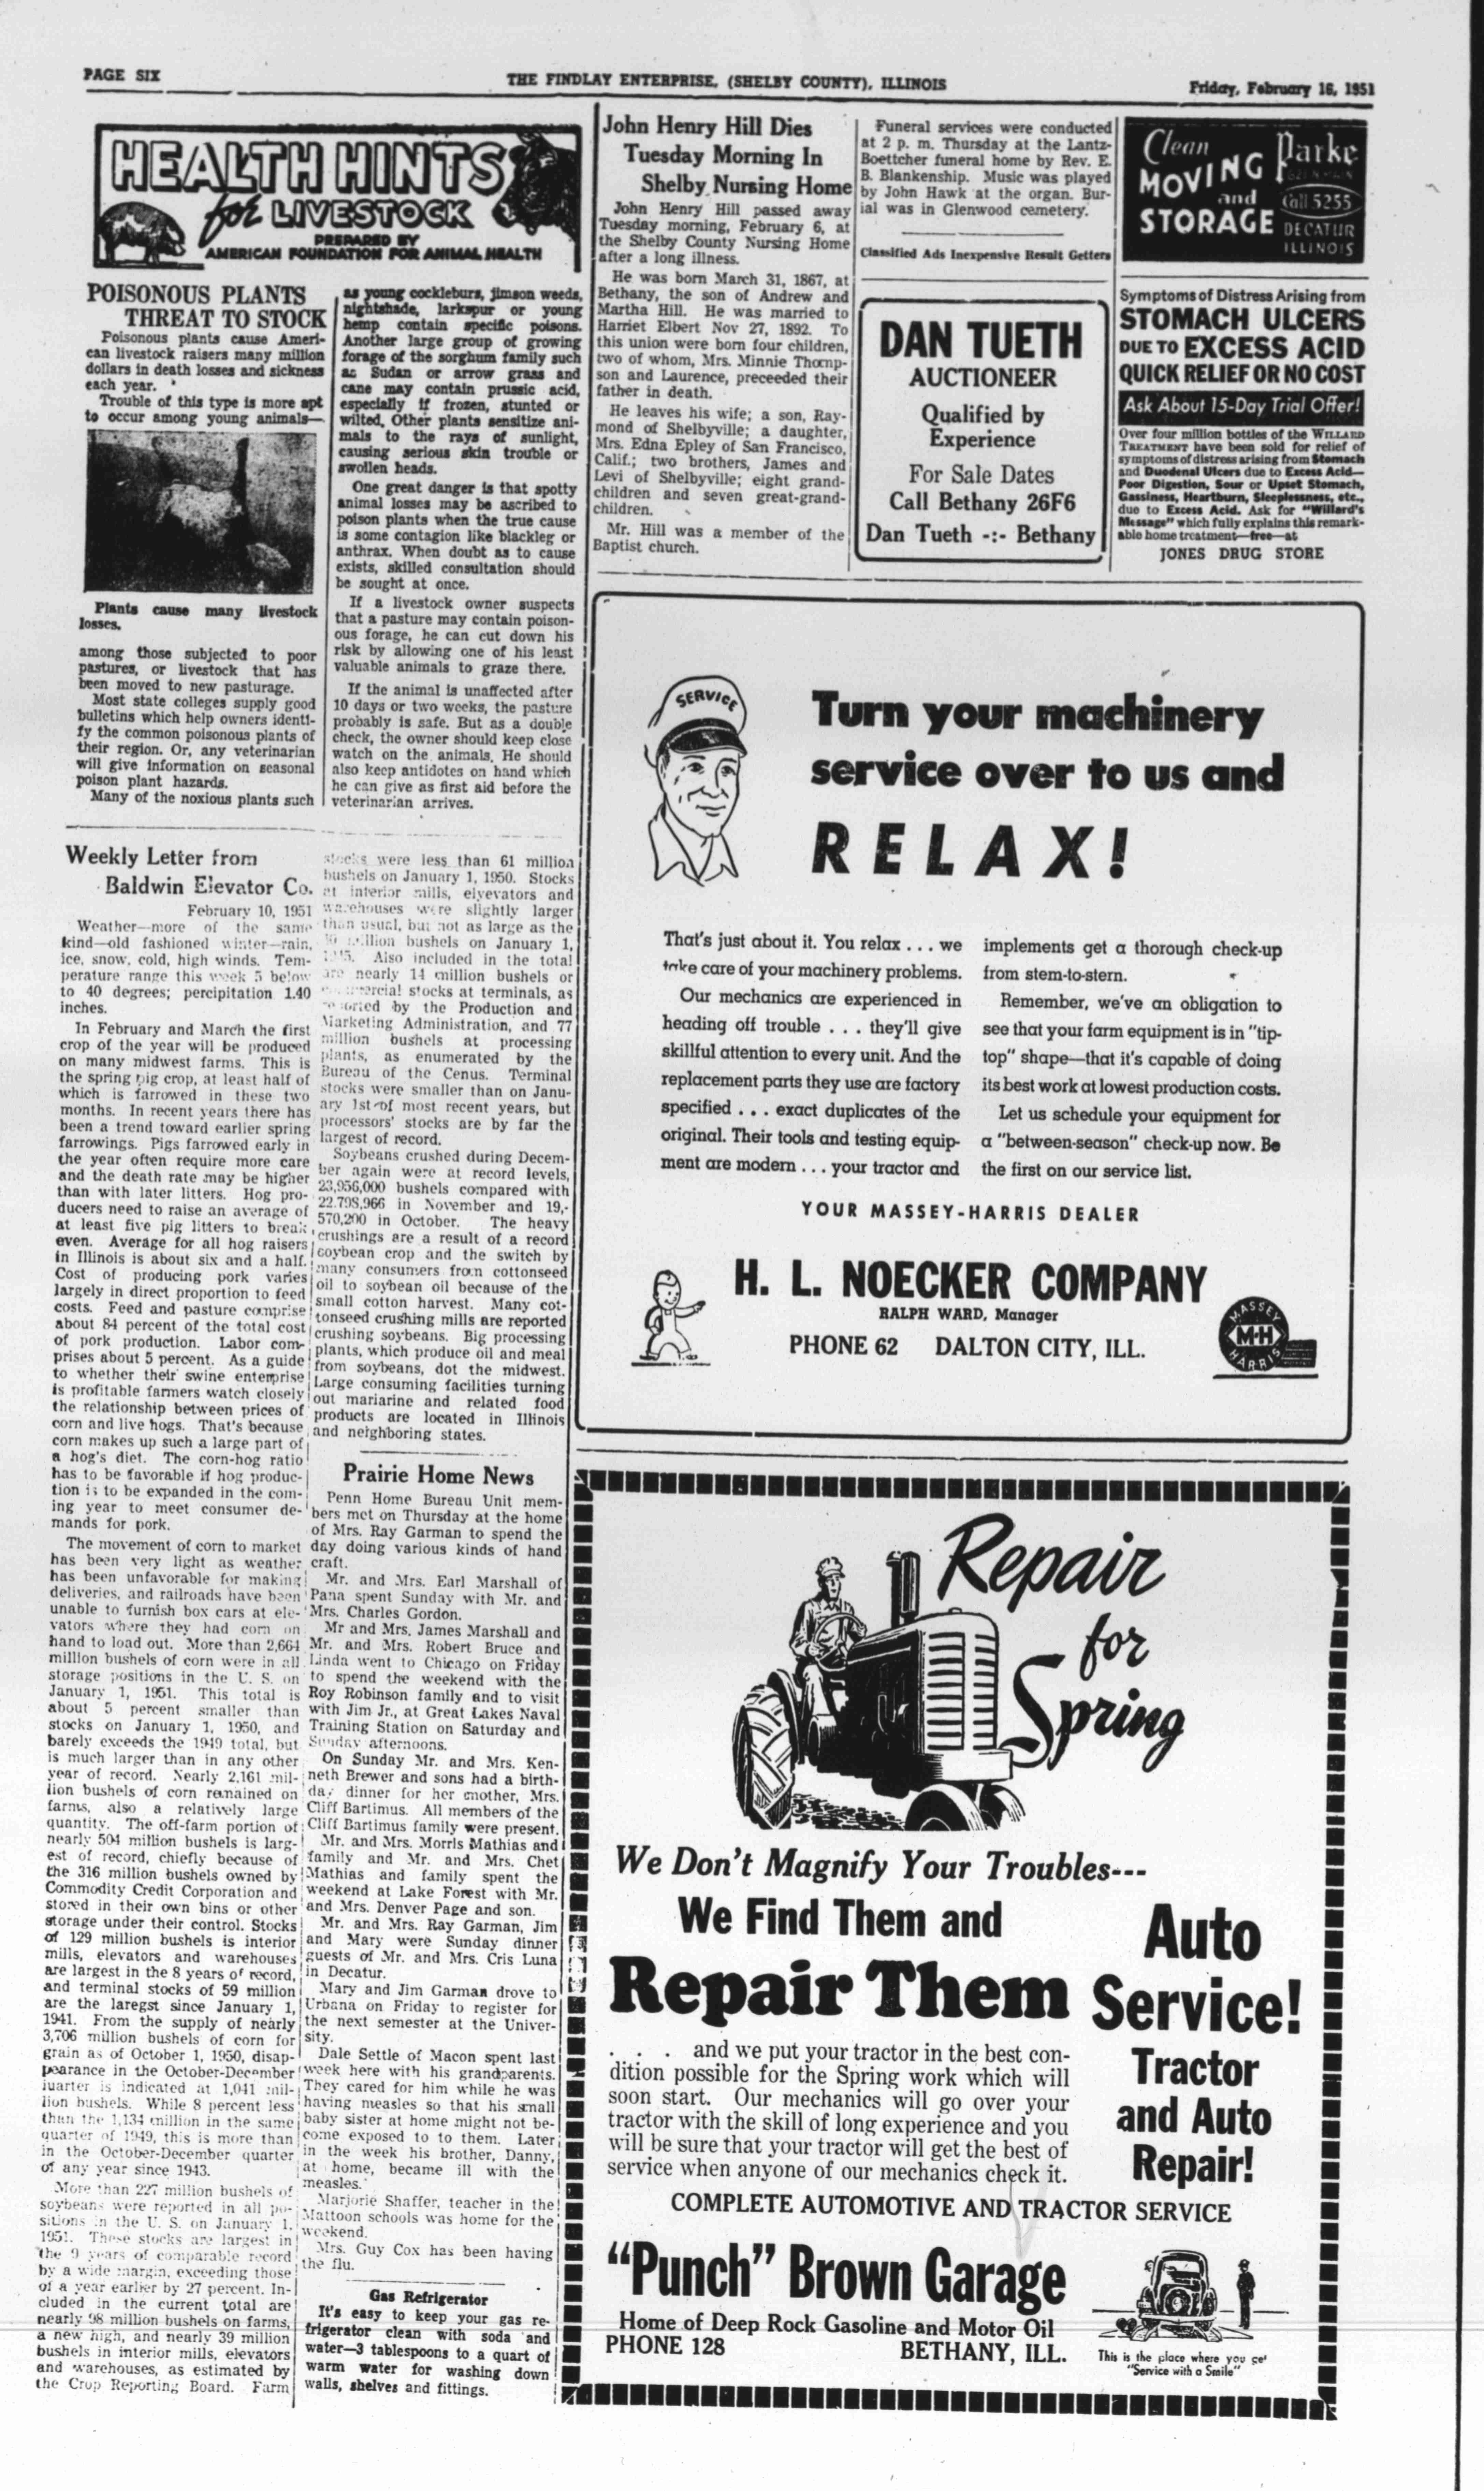 PAGE SIX
THE FINDLAY ENTERPRISE, (SHELBY COUNTY), ILLINOIS
Friday, February 16, 1951
HEALTH HINTS
for LIVESTOCK
PREPARED BY
AMERICAN FOUNDATION FOR ANIMAL HEALTH
POISONOUS PLANTS
THREAT TO STOCK
Poisonous plants cause Ameri-
can livestock raisers many million
dollars in death losses and sickness
each year.
Trouble of this type is more apt
to occur among young animals—
Plants cause many livestock
losses.
among those subjected to poor
pastures, or livestock that has
been moved to new pasturage.
Most state colleges supply good
bulletins which help owners identi-
fy the common poisonous plants of
their region. Or, any veterinarian
will give information on seasonal
poison plant hazards.
Many of the noxious plants such
as young cockleburs, jimson weeds,
nightshade, larkspur or young
hemp contain specific poisons.
Another large group of growing
forage of the sorghum family such
as Sudan or arrow grass and
cane may contain prussic acid,
especially if frozen, stunted or
wilted. Other plants sensitize ani-
mals to the rays of sunlight,
causing serious skin trouble or
swollen heads.
One great danger is that spotty
animal losses may be ascribed to
poison plants when the true cause
is some contagion like blackleg or
anthrax. When doubt as to cause
exists, skilled consultation should
be sought at once.
If a livestock owner suspects
that a pasture may contain poison-
ous forage, he can cut down his
risk by allowing one of his least
valuable animals to graze there.
If the animal is unaffected after
10 days or two weeks, the pasture
probably is safe. But as a double
check, the owner should keep close
watch on the animals. He should
also keep antidotes on hand which
he can give as first aid before the
veterinarian arrives.
Weekly Letter from
Baldwin Elevator Co.
February 10, 1951
Weather—more of the same
kind—old fashioned winter—rain,
ice, snow, cold, high winds. Tem-
perature range this week 5 below
to 40 degrees; percipitation 1.40
inches.
In February and March the first
crop of the year will be produced
on many midwest farms. This is
the spring pig crop, at least half of
which is farrowed in these two
months. In recent years there has
been a trend toward earlier spring
farrowings. Pigs farrowed early in
the year often require more care
and the death rate may be higher
than with later litters. Hog pro-
ducers need to raise an average of
at least five pig litters to break
even. Average for all hog raisers
in Illinois is about six and a half.
Cost of producing pork varies
largely in direct proportion to feed
costs. Feed and pasture comprise
about 84 percent of the total cost
of pork production. Labor com-
prises about 5 percent. As a guide
to whether their swine enterprise
is profitable farmers watch closely
the relationship between prices of
corn and live hogs. That's because
corn makes up such a large part of
a hog's diet. The corn-hog ratio
has to be favorable if hog produc-
tion is to be expanded in the com-
ing year to meet consumer de-
mands for pork.
The movement of corn to market
has been very light as weather
has been unfavorable for making
deliveries, and railroads have been
unable to furnish box cars at ele-
vators where they had corn on
hand to load out. More than 2,664
million bushels of corn were in all
storage positions in the U. S. on
January 1, 1951. This total is
about 5 percent smaller than
stocks on January 1, 1950, and
barely exceeds the 1949 total, but
is much larger than in any other
year of record. Nearly 2,161 mil-
lion bushels of corn remained on
farms, also a relatively large
quantity. The off-farm portion of
nearly 504 million bushels is larg-
est of record, chiefly because of
the 316 million bushels owned by
Commodity Credit Corporation and
stored in their own bins or other
storage under their control. Stocks
of 129 million bushels is interior
mills, elevators and warehouses
are largest in the 8 years of record,
and terminal stocks of 59 million
are the laregst since January 1,
1941. From the supply of nearly
3,706 million bushels of corn for
grain as of October 1, 1950, disap-
pearance in the October-December
quarter is indicated at 1,041 mil-
lion bushels. While 8 percent less
than the 1,134 million in the same
quarter of 1949, this is more than
in the October-December quarter
of any year since 1943.
More than 227 million bushels of
soybeans were reported in all po-
sitions in the U. S. on January 1,
1951. These stocks are largest in
the 9 years of comparable record
by a wide margin, exceeding those
of a year earlier by 27 percent. In-
cluded in the current total are
nearly 98 million bushels on farms,
a new high, and nearly 39 million
bushels in interior mills, elevators
and warehouses, as estimated by
the Crop Reporting Board. Farm
stocks were less than 61 million
bushels on January 1, 1950. Stocks
at interior mills, elyevators and
warehouses were slightly larger
than usual, but not as large as the
million bushels on January 1,
Also included in the total
are nearly 14 million bushels or
commercial stocks at terminals, as
reported by the Production and
Marketing Administration, and 77
million bushels at processing
plants, as enumerated by the
Bureau of the Cenus. Terminal
stocks were smaller than on Janu-
ary 1st of most recent years, but
processors' stocks are by far the
largest of record.
Soybeans crushed during Decem-
ber again were at record levels,
23,956,000 bushels compared with
22,798,966 in November and 19,-
570,200 in October. The heavy
crushings are a result of a record
soybean crop and the switch by
many consumers from cottonseed
oil to soybean oil because of the
small cotton harvest. Many cot-
tonseed crushing mills are reported
crushing soybeans. Big processing
plants, which produce oil and meal
from soybeans, dot the midwest.
Large consuming facilities turning
out mariarine and related food
products are located in Illinois
and neighboring states.
Prairie Home News
Penn Home Bureau Unit mem-
bers met on Thursday at the home
of Mrs. Ray Garman to spend the
day doing various kinds of hand
craft.
Mr. and Mrs. Earl Marshall of
Pana spent Sunday with Mr. and
Mrs. Charles Gordon.
Mr and Mrs. James Marshall and
Mr. and Mrs. Robert Bruce and
Linda went to Chicago on Friday
to spend the weekend with the
Roy Robinson family and to visit
with Jim Jr., at Great Lakes Naval
Training Station on Saturday and
Sunday afternoons.
On Sunday Mr. and Mrs. Ken-
neth Brewer and sons had a birth-
day dinner for her mother, Mrs.
Cliff Bartimus. All members of the
Cliff Bartimus family were present.
Mr. and Mrs. Morris Mathias and
family and Mr. and Mrs. Chet
Mathias and family spent the
weekend at Lake Forest with Mr.
and Mrs. Denver Page and son.
Mr. and Mrs. Ray Garman, Jim
and Mary were Sunday dinner
guests of Mr. and Mrs. Cris Luna
in Decatur.
Mary and Jim Garman drove to
Urbana on Friday to register for
the next semester at the Univer-
sity.
Dale Settle of Macon spent last
week here with his grandparents.
They cared for him while he was
having measles so that his small
baby sister at home might not be-
come exposed to to them. Later
in the week his brother, Danny,
at home, became ill with the
measles.
Marjorie Shaffer, teacher in the
Mattoon schools was home for the
weekend.
Mrs. Guy Cox has been having
the flu.
Gas Refrigerator
It's easy to keep your gas re-
frigerator clean with soda and
water—3 tablespoons to a quart of
warm water for washing down
walls, shelves and fittings.
John Henry Hill Dies
Tuesday Morning In
Shelby Nursing Home
John Henry Hill passed away
Tuesday morning, February 6, at
the Shelby County Nursing Home
after a long illness.
He was born March 31, 1867, at
Bethany, the son of Andrew and
Martha Hill. He was married to
Harriet Elbert Nov 27, 1892. To
this union were born four children,
two of whom, Mrs. Minnie Thomp-
son and Laurence, preceeded their
father in death.
He leaves his wife; a son, Ray-
mond of Shelbyville; a daughter,
Mrs. Edna Epley of San Francisco,
Calif.; two brothers, James and
Levi of Shelbyville; eight grand-
children and seven great-grand-
children.
Mr. Hill was a member of the
Baptist church.
Funeral services were conducted
at 2 p. m. Thursday at the Lantz-
Boettcher funeral home by Rev. E.
B. Blankenship. Music was played
by John Hawk at the organ. Bur-
ial was in Glenwood cemetery.
Classified Ads Inexpensive Result Getters
DAN TUETH
AUCTIONEER
Qualified by
Experience
For Sale Dates
Call Bethany 26F6
Dan Tueth -:- Bethany
Clean
MOVING
and
STORAGE
Parke
Call 5255
DECATUR
ILLINOIS
Symptoms of Distress Arising from
STOMACH ULCERS
DUE TO EXCESS ACID
QUICK RELIEF OR NO COST
Ask About 15-Day Trial Offer!
Over four million bottles of the WILLARD
TREATMENT have been sold for relief of
symptoms of distress arising from Stomach
and Duodenal Ulcers due to Excess Acid—
Poor Digestion, Sour or Upset Stomach,
Gassiness, Heartburn, Sleeplessness, etc.,
due to Excess Acid. Ask for "Willard's
Message" which fully explains this remark-
able home treatment—free—at
JONES DRUG STORE
SERVICE
Turn your machinery
service over to us and
RELAX!
That's just about it. You relax . . . we
take care of your machinery problems.
Our mechanics are experienced in
heading off trouble . . . they'll give
skillful attention to every unit. And the
replacement parts they use are factory
specified . . . exact duplicates of the
original. Their tools and testing equip-
ment are modern . . . your tractor and
implements get a thorough check-up
from stem-to-stern.
Remember, we've an obligation to
see that your farm equipment is in "tip-
top" shape—that it's capable of doing
its best work at lowest production costs.
Let us schedule your equipment for
a "between-season" check-up now. Be
the first on our service list.
YOUR MASSEY-HARRIS DEALER
H. L. NOECKER COMPANY
RALPH WARD, Manager
PHONE 62 DALTON CITY, ILL.
MASSEY
M-H
HARRIS
Repair
for
Spring
We Don't Magnify Your Troubles---
We Find Them and
Repair Them
. . . and we put your tractor in the best con-
dition possible for the Spring work which will
soon start. Our mechanics will go over your
tractor with the skill of long experience and you
will be sure that your tractor will get the best of
service when anyone of our mechanics check it.
Auto
Service!
Tractor
and Auto
Repair!
COMPLETE AUTOMOTIVE AND TRACTOR SERVICE
"Punch" Brown Garage
Home of Deep Rock Gasoline and Motor Oil
PHONE 128 BETHANY, ILL.
This is the place where you get
"Service with a Smile"